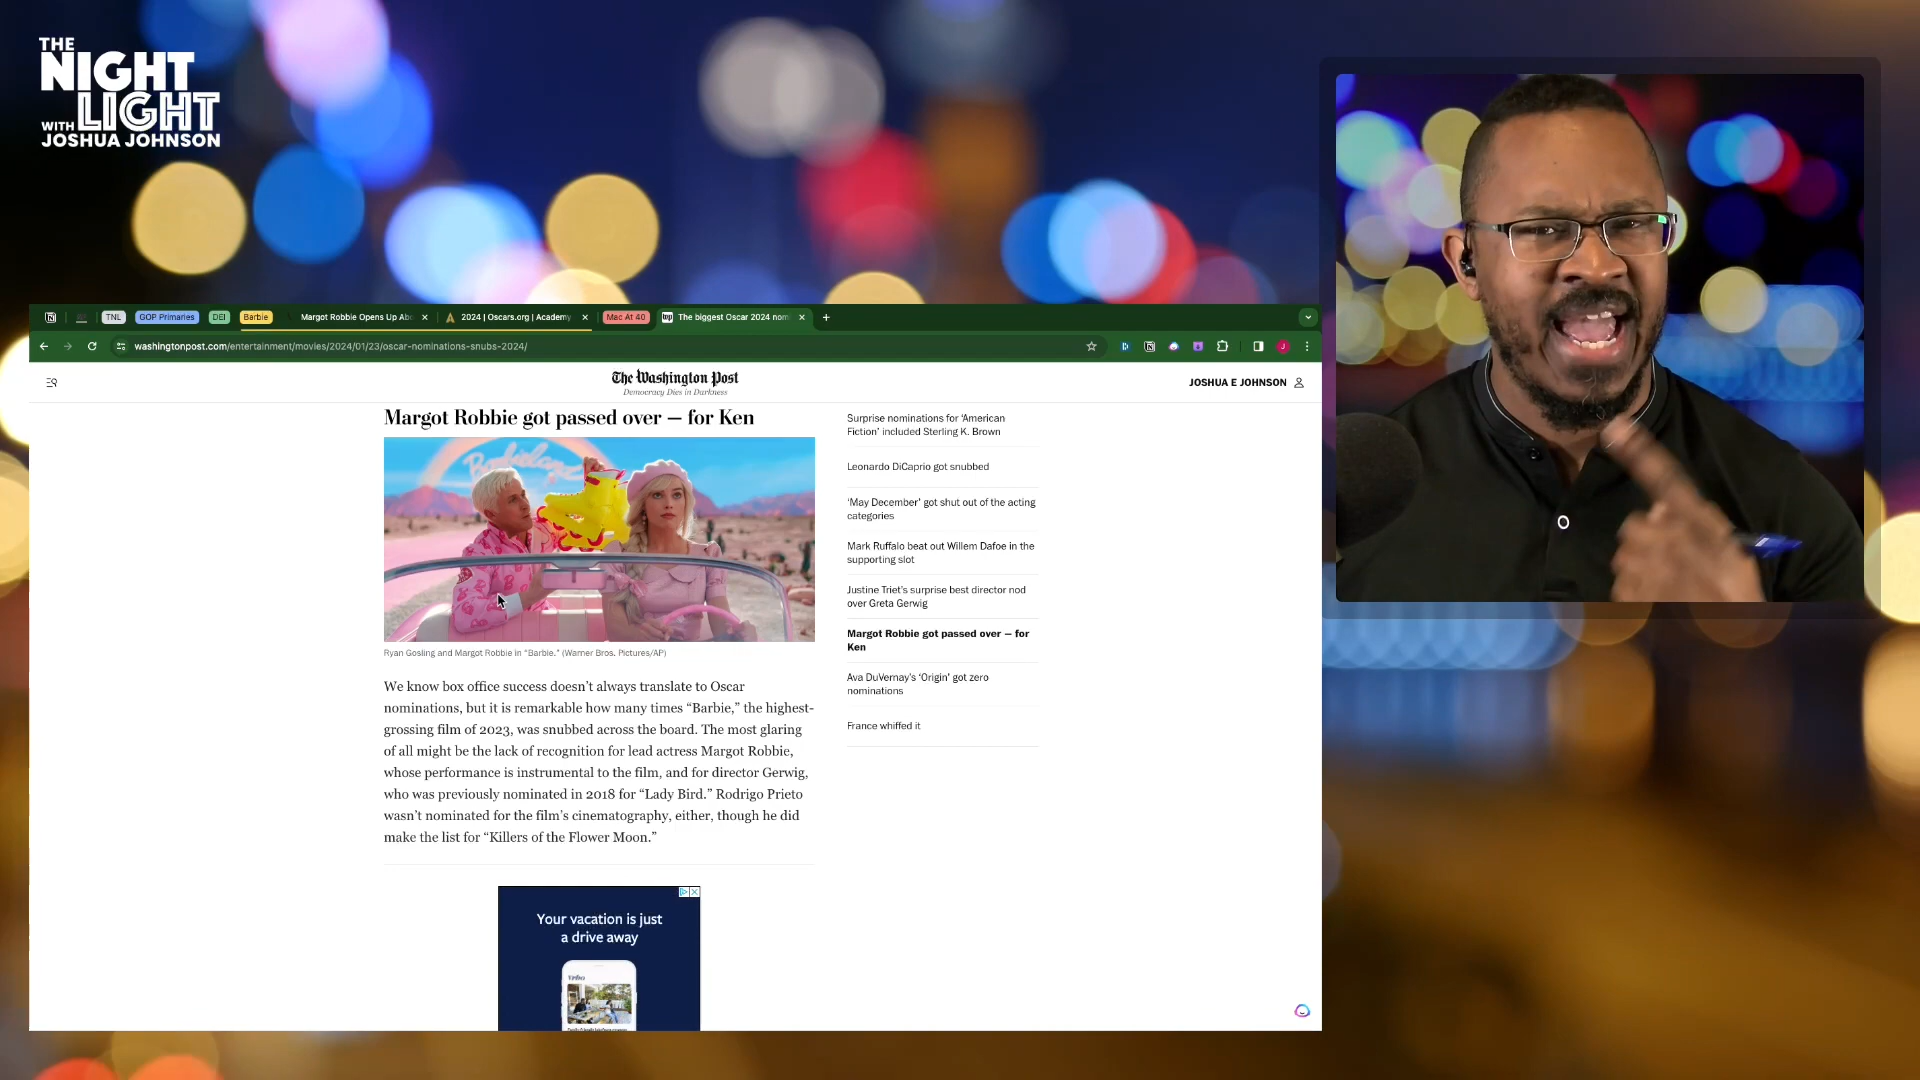 THE
NIGHT
LIGHT
WITH
JOSHUA JOHNSON
TNL
GOP Primaries
DEI
Barbie
Margot Robbie Opens Up Ab
2024 | Oscars.org | Academy
Mac At 40
wp
The biggest Oscar 2024 nom
washingtonpost.com/entertainment/movies/2024/01/23/oscar-nominations-snubs-2024/
J
The Washington Post
Democracy Dies in Darkness
JOSHUA E JOHNSON
Margot Robbie got passed over — for Ken
Barbieland
Ryan Gosling and Margot Robbie in "Barbie." (Warner Bros. Pictures/AP)
We know box office success doesn’t always translate to Oscar
nominations, but it is remarkable how many times “Barbie,” the highest-
grossing film of 2023, was snubbed across the board. The most glaring
of all might be the lack of recognition for lead actress Margot Robbie,
whose performance is instrumental to the film, and for director Gerwig,
who was previously nominated in 2018 for “Lady Bird.” Rodrigo Prieto
wasn’t nominated for the film’s cinematography, either, though he did
make the list for “Killers of the Flower Moon.”
Your vacation is just
a drive away
Vrbo
Surprise nominations for ‘American
Fiction’ included Sterling K. Brown
Leonardo DiCaprio got snubbed
‘May December’ got shut out of the acting
categories
Mark Ruffalo beat out Willem Dafoe in the
supporting slot
Justine Triet’s surprise best director nod
over Greta Gerwig
Margot Robbie got passed over — for
Ken
Ava DuVernay’s ‘Origin’ got zero
nominations
France whiffed it